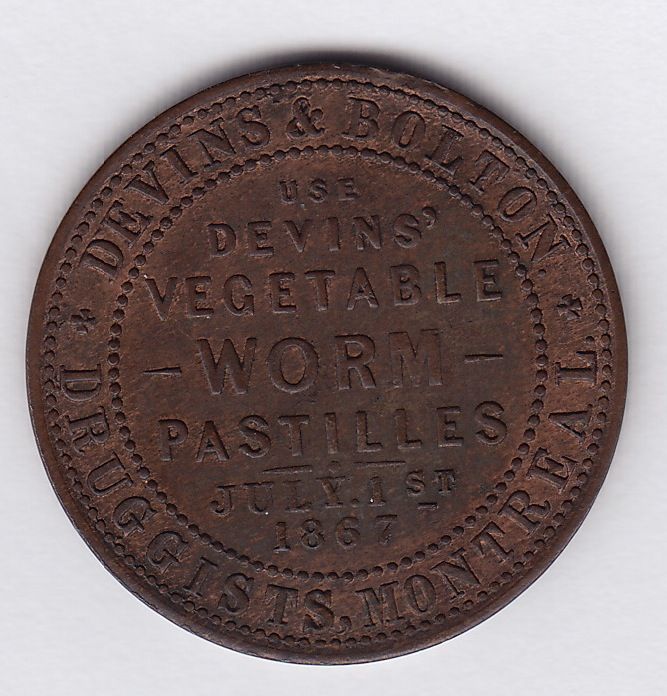 DEVINS & BOLTON.
USE
DEVINS'
VEGETABLE
– WORM –
PASTILLES
JULY. 1ST
1867
DRUGGISTS, MONTREAL